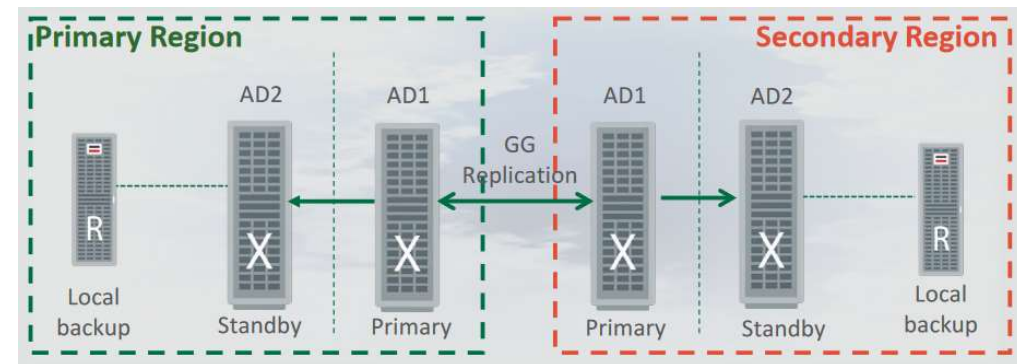 Primary Region
Secondary Region
AD2
AD1
AD1
AD2
GG
Replication
R
X
X
X
X
R
Local
backup
Standby
Primary
Primary
Standby
Local
backup